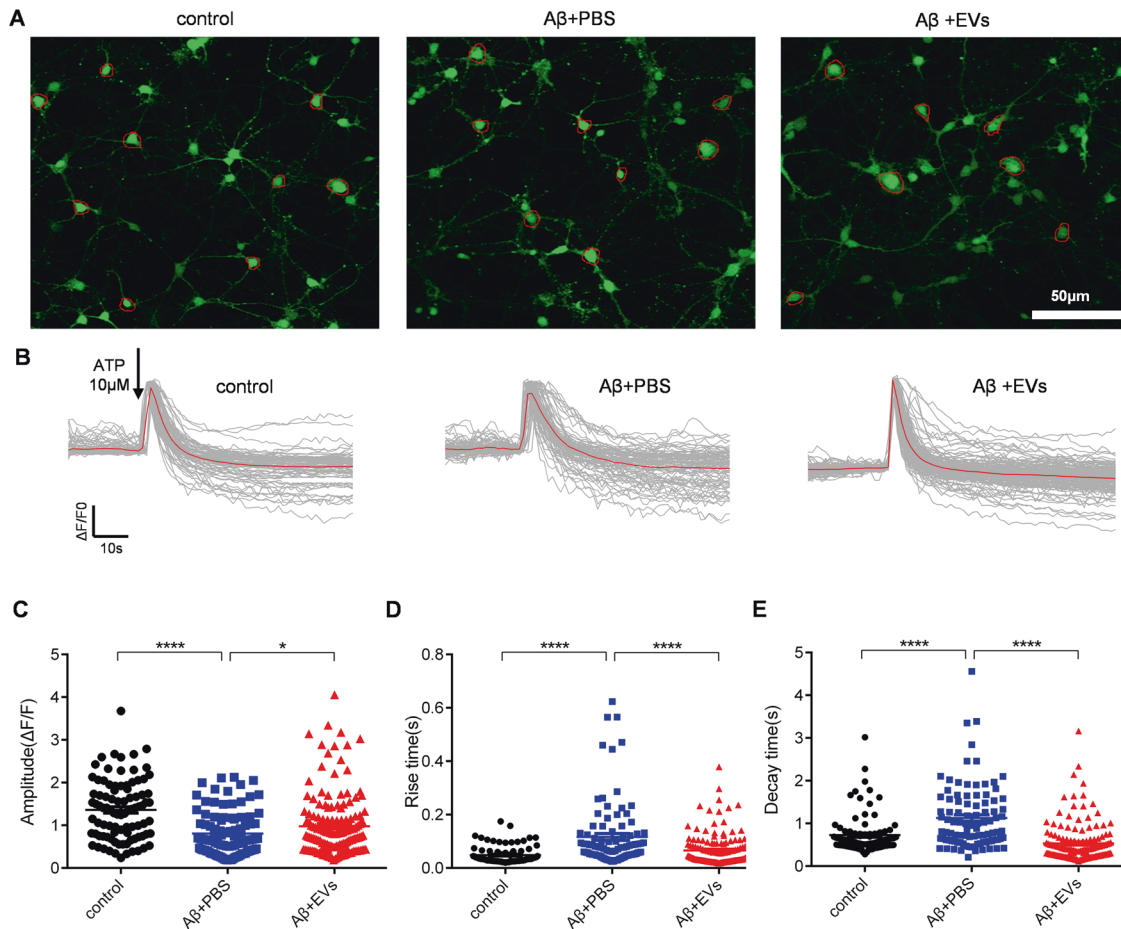 A
control
Aβ+PBS
Aβ +EVs
50μm
B
ATP
10μM
control
Aβ+PBS
Aβ +EVs
ΔF/F0
10s
C
D
E
****
*
****
****
****
****
Amplitude(ΔF/F)
5
4
3
2
1
0
control
Aβ+PBS
Aβ+EVs
Rise time(s)
0.8
0.6
0.4
0.2
0.0
control
Aβ+PBS
Aβ+EVs
Decay time(s)
5
4
3
2
1
0
control
Aβ+PBS
Aβ+EVs